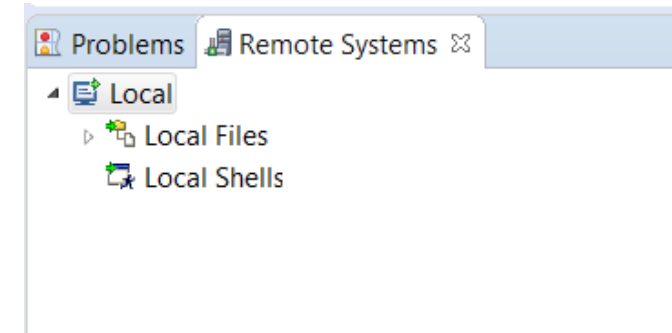 Problems Remote Systems
Local
Local Files
Local Shells